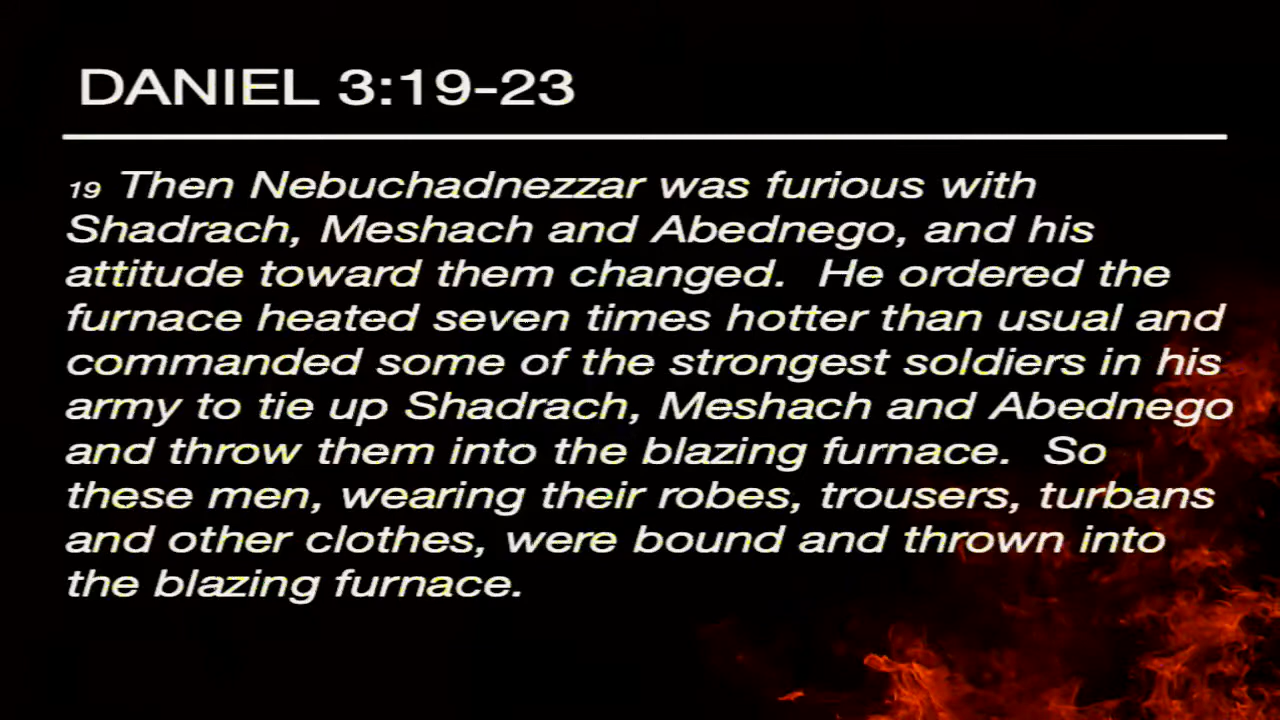 DANIEL 3:19-23
19 Then Nebuchadnezzar was furious with
Shadrach, Meshach and Abednego, and his
attitude toward them changed.  He ordered the
furnace heated seven times hotter than usual and
commanded some of the strongest soldiers in his
army to tie up Shadrach, Meshach and Abednego
and throw them into the blazing furnace.  So
these men, wearing their robes, trousers, turbans
and other clothes, were bound and thrown into
the blazing furnace.